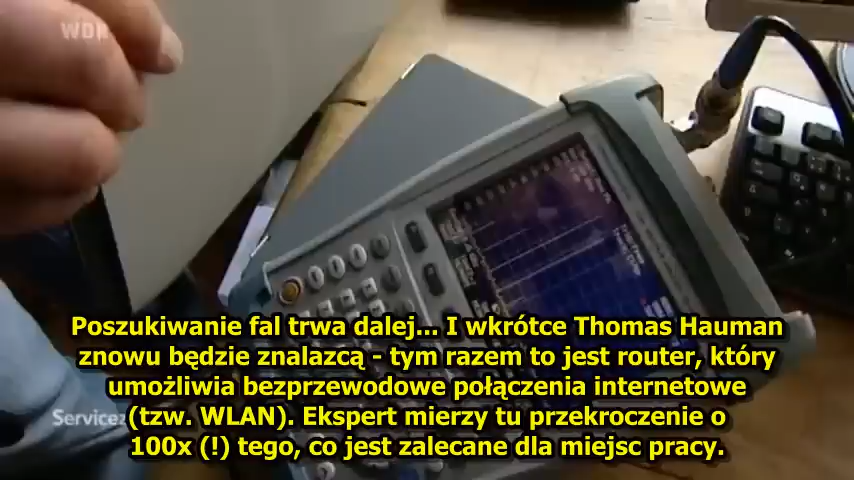 WDR
Poszukiwanie fal trwa dalej... I wkrótce Thomas Hauman
znowu będzie znalazcą - tym razem to jest router, który
umożliwia bezprzewodowe połączenia internetowe
(tzw. WLAN). Ekspert mierzy tu przekroczenie o
100x (!) tego, co jest zalecane dla miejsc pracy.